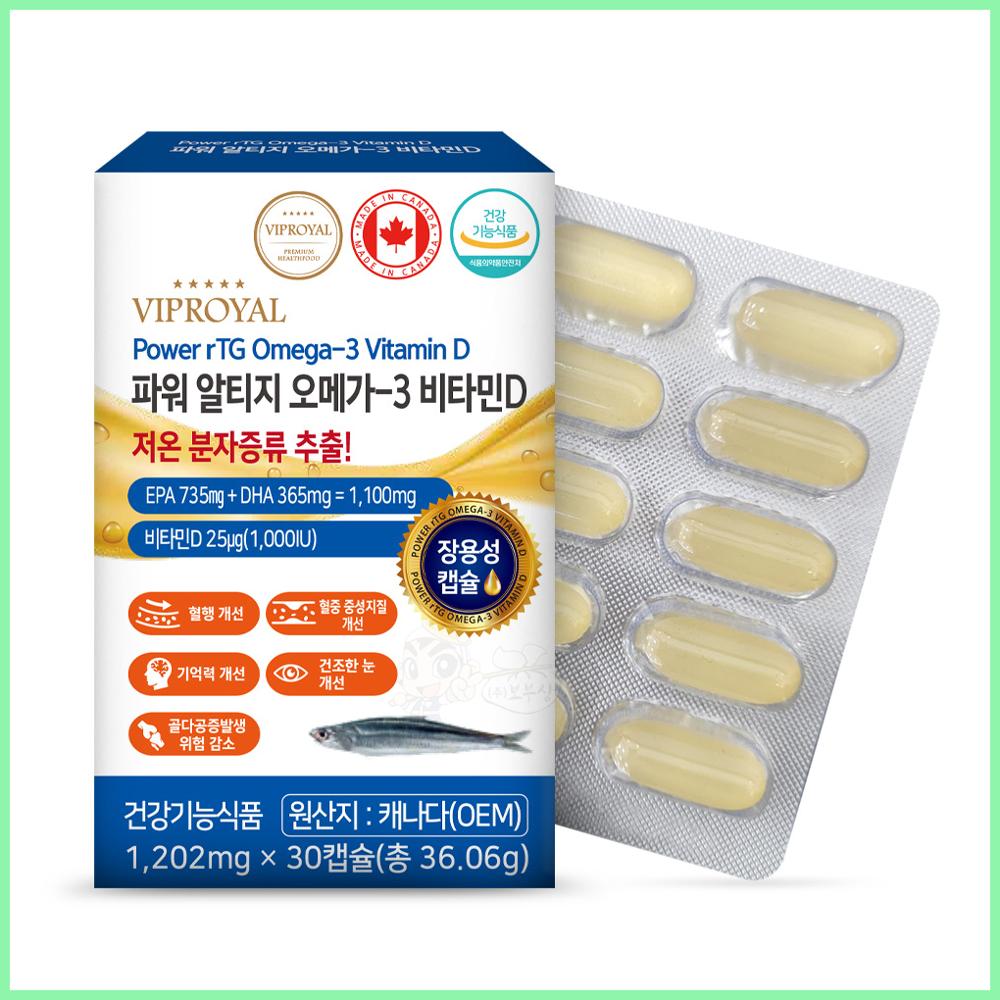 Power rTG Omega-3 Vitamin D
파워 알티지 오메가-3 비타민D
VIPROYAL
PREMIUM
HEALTHFOOD
MADE IN CANADA
MADE IN CANADA
건강
기능식품
식품의약품안전처
VIPROYAL
Power rTG Omega-3 Vitamin D
파워 알티지 오메가-3 비타민D
저온 분자증류 추출!
EPA 735㎎ + DHA 365mg = 1,100mg
비타민D 25μg(1,000IU)
POWER rTG OMEGA-3 VITAMIN D
장용성
캡슐
POWER rTG OMEGA-3 VITAMIN D
혈행 개선
혈중 중성지질
개선
기억력 개선
건조한 눈
개선
골다공증발생
위험 감소
(주)보부상
건강기능식품
원산지 : 캐나다(OEM)
1,202mg × 30캡슐(총 36.06g)